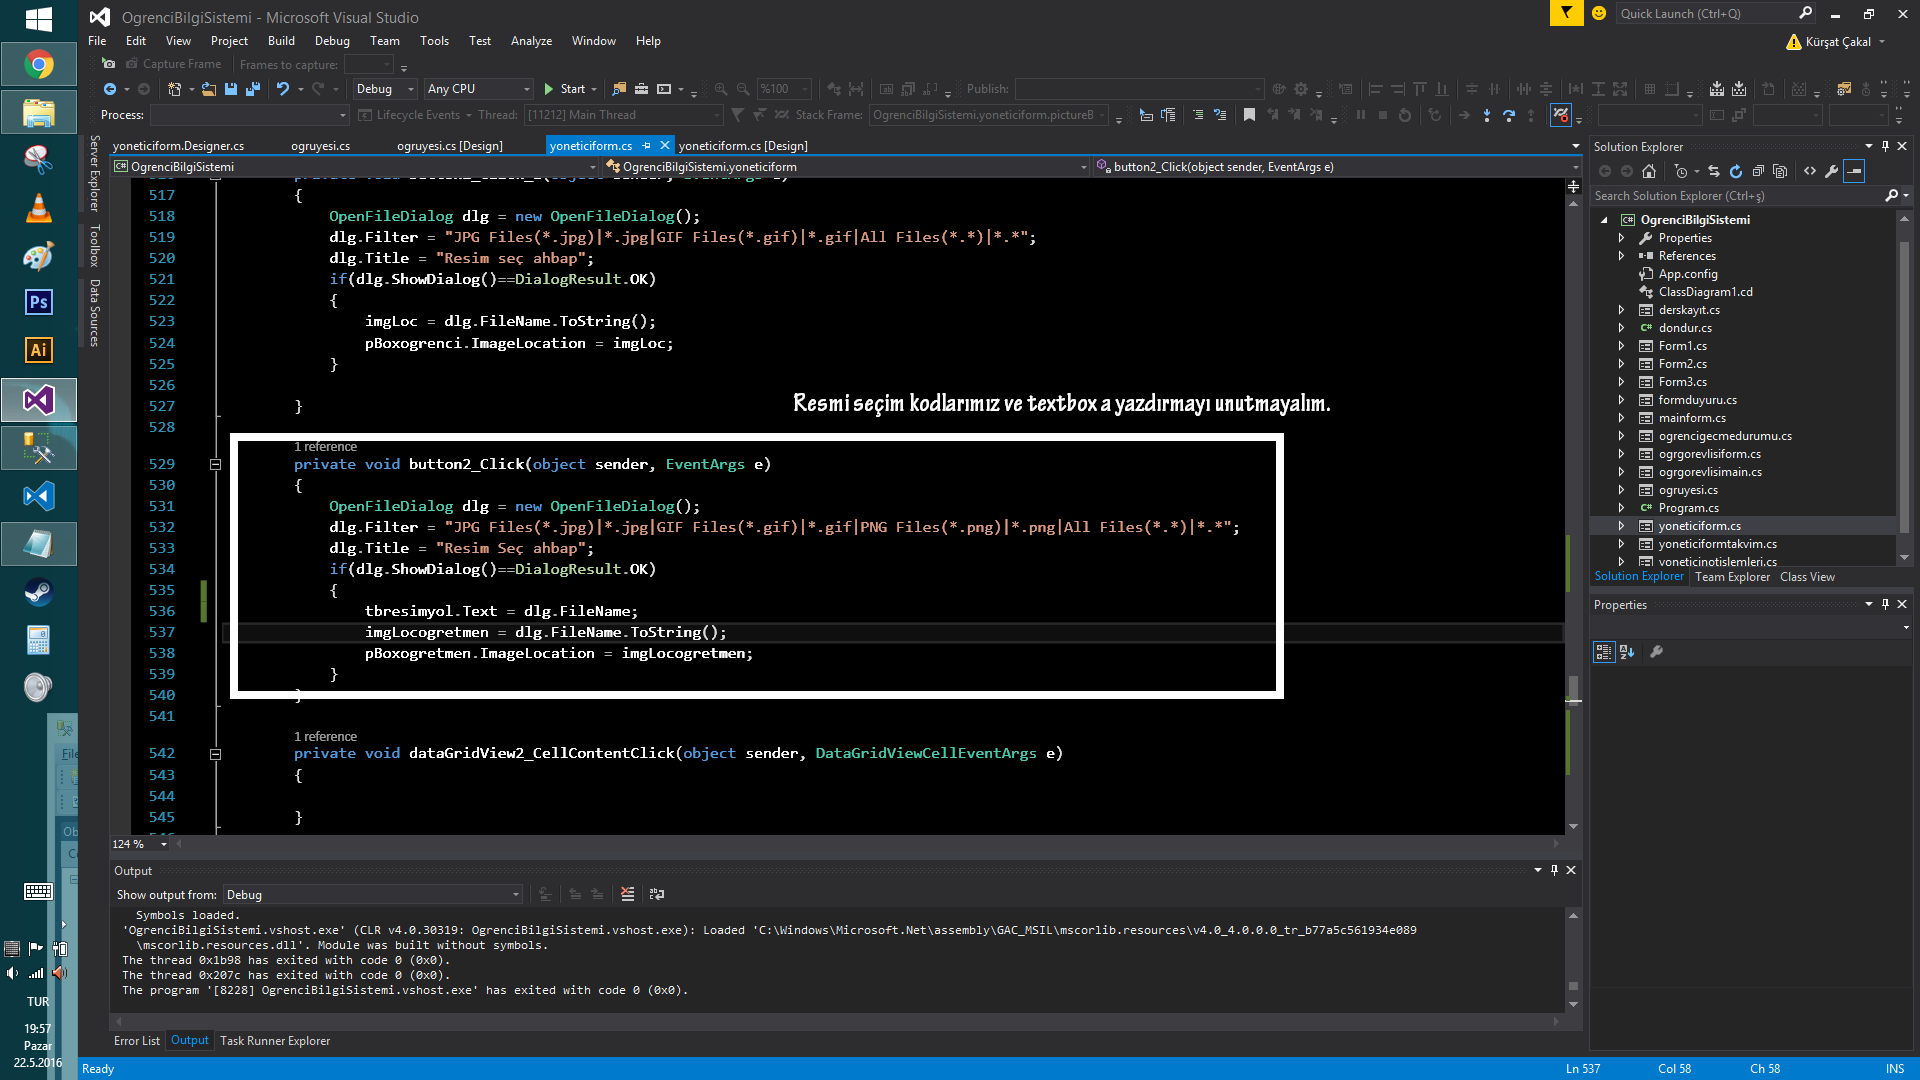 OgrenciBilgiSistemi - Microsoft Visual Studio
Quick Launch (Ctrl+Q)
File Edit View Project Build Debug Team Tools Test Analyze Window Help
Kürşat Çakal
Capture Frame Frames to capture:
Debug Any CPU Start %100 Publish:
Process: Lifecycle Events Thread: [11212] Main Thread Stack Frame: OgrenciBilgiSistemi.yoneticiform.pictureB
Server Explorer
Toolbox
Data Sources
yoneticiform.Designer.cs ogruyesi.cs ogruyesi.cs [Design] yoneticiform.cs yoneticiform.cs [Design]
OgrenciBilgiSistemi OgrenciBilgiSistemi.yoneticiform button2_Click(object sender, EventArgs e)
517 {
518 OpenFileDialog dlg = new OpenFileDialog();
519 dlg.Filter = "JPG Files(*.jpg)|*.jpg|GIF Files(*.gif)|*.gif|All Files(*.*)|*.*";
520 dlg.Title = "Resim seç ahbap";
521 if(dlg.ShowDialog()==DialogResult.OK)
522 {
523 imgLoc = dlg.FileName.ToString();
524 pBoxogrenci.ImageLocation = imgLoc;
525 }
526
527 }
Resmi seçim kodlarımız ve textbox a yazdırmayı unutmayalım.
528
1 reference
529 private void button2_Click(object sender, EventArgs e)
530 {
531 OpenFileDialog dlg = new OpenFileDialog();
532 dlg.Filter = "JPG Files(*.jpg)|*.jpg|GIF Files(*.gif)|*.gif|PNG Files(*.png)|*.png|All Files(*.*)|*.*";
533 dlg.Title = "Resim Seç ahbap";
534 if(dlg.ShowDialog()==DialogResult.OK)
535 {
536 tbresimyol.Text = dlg.FileName;
537 imgLocogretmen = dlg.FileName.ToString();
538 pBoxogretmen.ImageLocation = imgLocogretmen;
539 }
540 }
541
1 reference
542 private void dataGridView2_CellContentClick(object sender, DataGridViewCellEventArgs e)
543 {
544
545 }
124 %
Output
Show output from: Debug
Symbols loaded.
'OgrenciBilgiSistemi.vshost.exe' (CLR v4.0.30319: OgrenciBilgiSistemi.vshost.exe): Loaded 'C:\Windows\Microsoft.Net\assembly\GAC_MSIL\mscorlib.resources\v4.0_4.0.0.0_tr_b77a5c561934e089
\mscorlib.resources.dll'. Module was built without symbols.
The thread 0x1b98 has exited with code 0 (0x0).
The thread 0x207c has exited with code 0 (0x0).
The program '[8228] OgrenciBilgiSistemi.vshost.exe' has exited with code 0 (0x0).
Error List Output Task Runner Explorer
Solution Explorer
Search Solution Explorer (Ctrl+ş)
OgrenciBilgiSistemi
Properties
References
App.config
ClassDiagram1.cd
derskayıt.cs
dondur.cs
Form1.cs
Form2.cs
Form3.cs
formduyuru.cs
mainform.cs
ogrencigecmedurumu.cs
ogrgorevlisiform.cs
ogrgorevlisimain.cs
ogruyesi.cs
Program.cs
yoneticiform.cs
yoneticiformtakvim.cs
yoneticinotislemleri.cs
Solution Explorer Team Explorer Class View
Properties
Ps
Ai
File
TUR
19:57
Pazar
22.5.2016
Ready Ln 537 Col 58 Ch 58 INS